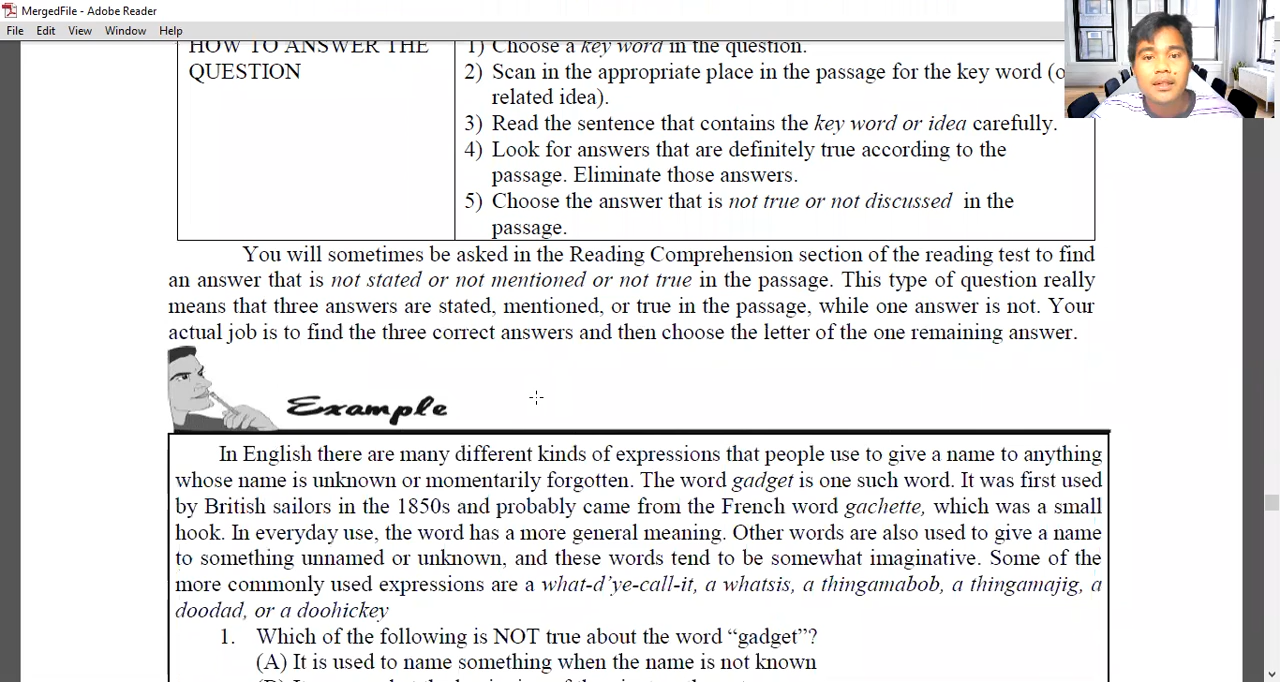 MergedFile - Adobe Reader
File Edit View Window Help
HOW TO ANSWER THE
QUESTION
1) Choose a key word in the question.
2) Scan in the appropriate place in the passage for the key word (o
related idea).
3) Read the sentence that contains the key word or idea carefully.
4) Look for answers that are definitely true according to the
passage. Eliminate those answers.
5) Choose the answer that is not true or not discussed in the
passage.
You will sometimes be asked in the Reading Comprehension section of the reading test to find
an answer that is not stated or not mentioned or not true in the passage. This type of question really
means that three answers are stated, mentioned, or true in the passage, while one answer is not. Your
actual job is to find the three correct answers and then choose the letter of the one remaining answer.
Example
In English there are many different kinds of expressions that people use to give a name to anything
whose name is unknown or momentarily forgotten. The word gadget is one such word. It was first used
by British sailors in the 1850s and probably came from the French word gachette, which was a small
hook. In everyday use, the word has a more general meaning. Other words are also used to give a name
to something unnamed or unknown, and these words tend to be somewhat imaginative. Some of the
more commonly used expressions are a what-d'ye-call-it, a whatsis, a thingamabob, a thingamajig, a
doodad, or a doohickey
1. Which of the following is NOT true about the word “gadget”?
(A) It is used to name something when the name is not known